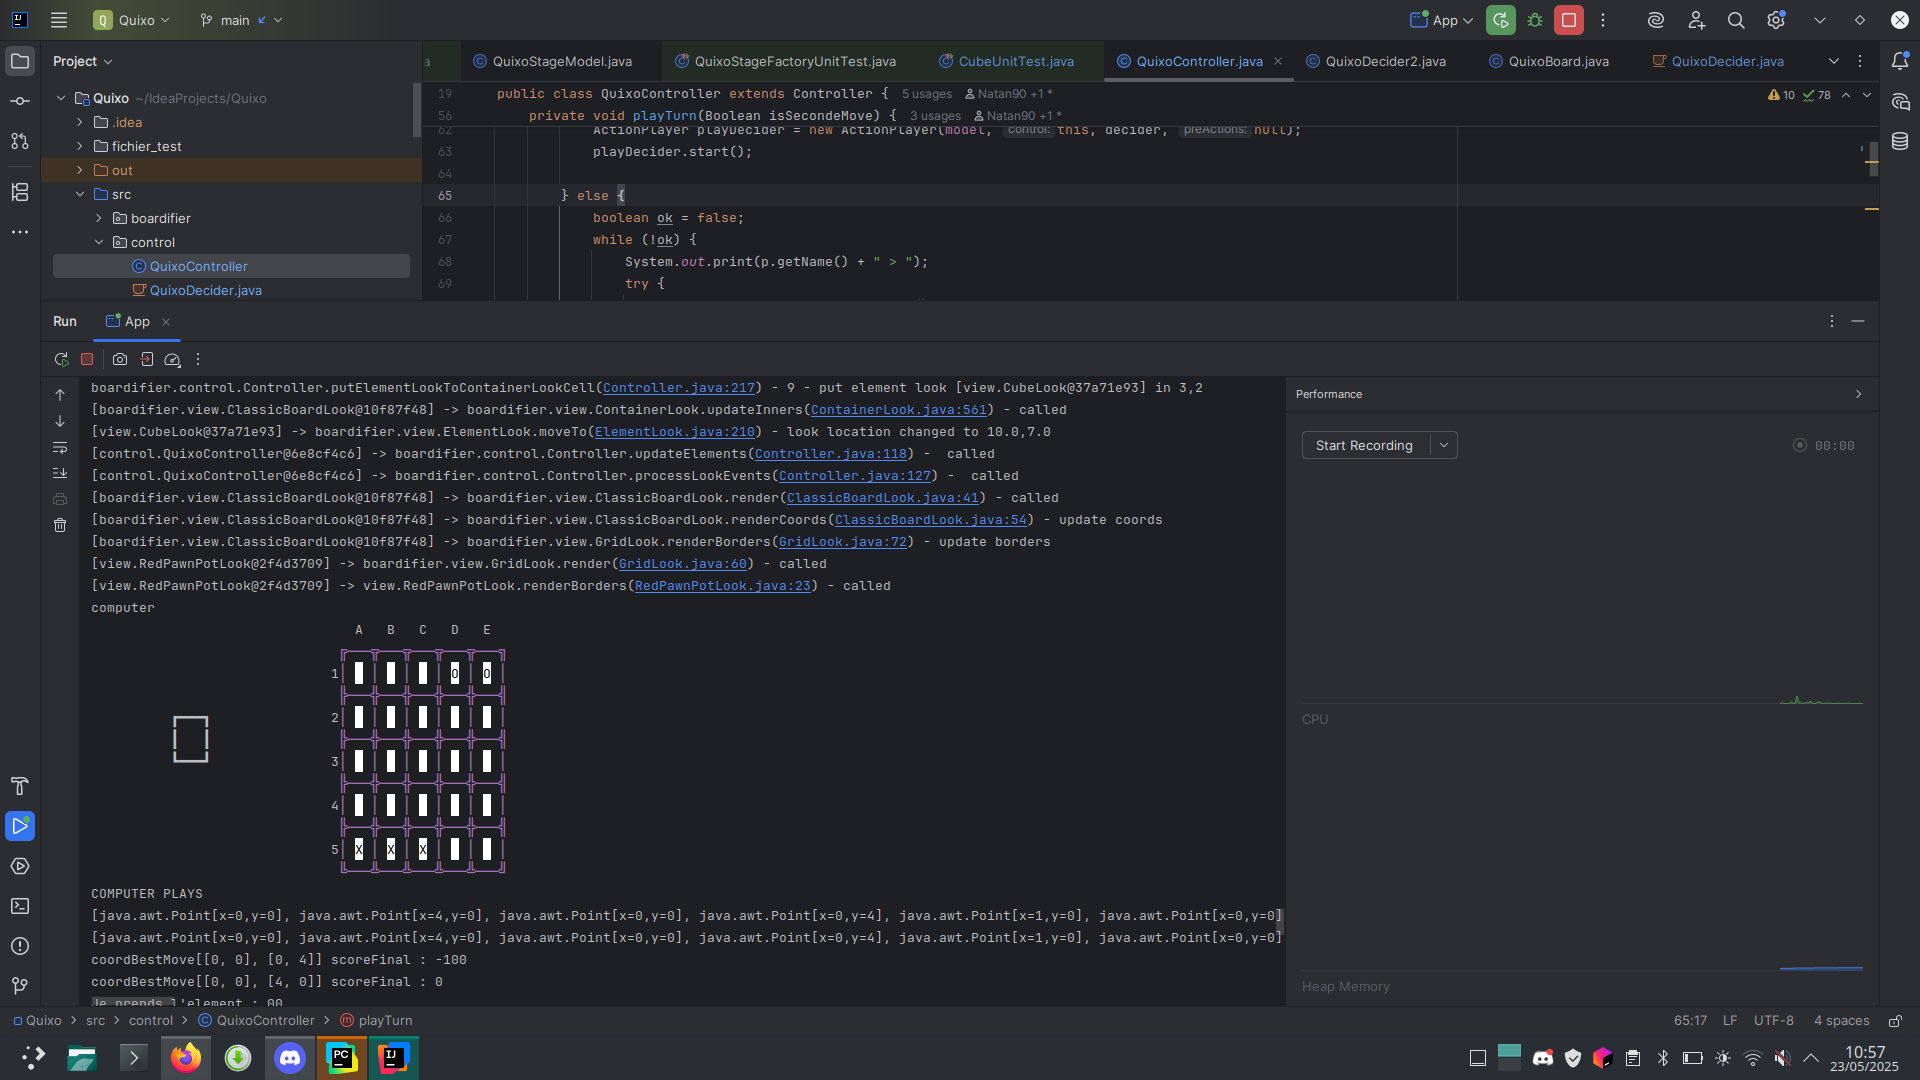 Q Quixo main App
Project
a QuixoStageModel.java QuixoStageFactoryUnitTest.java CubeUnitTest.java QuixoController.java QuixoDecider2.java QuixoBoard.java QuixoDecider.java
Quixo ~/IdeaProjects/Quixo
.idea
fichier_test
out
src
boardifier
control
QuixoController
QuixoDecider.java
19 public class QuixoController extends Controller { 5 usages Natan90 +1 * 10 78
56 private void playTurn(Boolean isSecondeMove) { 3 usages Natan90 +1 *
62 ActionPlayer playDecider = new ActionPlayer(model, control: this, decider, preActions: null);
63 playDecider.start();
64
65 } else {
66 boolean ok = false;
67 while (!ok) {
68 System.out.print(p.getName() + " > ");
69 try {
Run App
boardifier.control.Controller.putElementLookToContainerLookCell(Controller.java:217) - 9 - put element look [view.CubeLook@37a71e93] in 3,2
[boardifier.view.ClassicBoardLook@10f87f48] -> boardifier.view.ContainerLook.updateInners(ContainerLook.java:561) - called
[view.CubeLook@37a71e93] -> boardifier.view.ElementLook.moveTo(ElementLook.java:210) - look location changed to 10.0,7.0
[control.QuixoController@6e8cf4c6] -> boardifier.control.Controller.updateElements(Controller.java:118) - called
[control.QuixoController@6e8cf4c6] -> boardifier.control.Controller.processLookEvents(Controller.java:127) - called
[boardifier.view.ClassicBoardLook@10f87f48] -> boardifier.view.ClassicBoardLook.render(ClassicBoardLook.java:41) - called
[boardifier.view.ClassicBoardLook@10f87f48] -> boardifier.view.ClassicBoardLook.renderCoords(ClassicBoardLook.java:54) - update coords
[boardifier.view.ClassicBoardLook@10f87f48] -> boardifier.view.GridLook.renderBorders(GridLook.java:72) - update borders
[view.RedPawnPotLook@2f4d3709] -> boardifier.view.GridLook.render(GridLook.java:60) - called
[view.RedPawnPotLook@2f4d3709] -> view.RedPawnPotLook.renderBorders(RedPawnPotLook.java:23) - called
computer
A B C D E
1 O O
2
3
4
5 X X X
COMPUTER PLAYS
[java.awt.Point[x=0,y=0], java.awt.Point[x=4,y=0], java.awt.Point[x=0,y=0], java.awt.Point[x=0,y=4], java.awt.Point[x=1,y=0], java.awt.Point[x=0,y=0]
[java.awt.Point[x=0,y=0], java.awt.Point[x=4,y=0], java.awt.Point[x=0,y=0], java.awt.Point[x=0,y=4], java.awt.Point[x=1,y=0], java.awt.Point[x=0,y=0]
coordBestMove[[0, 0], [0, 4]] scoreFinal : -100
coordBestMove[[0, 0], [4, 0]] scoreFinal : 0
Je prends l'element : 00
Performance
Start Recording 00:00
CPU
Heap Memory
Quixo > src > control > QuixoController > playTurn 65:17 LF UTF-8 4 spaces
PC IJ 10:57
23/05/2025